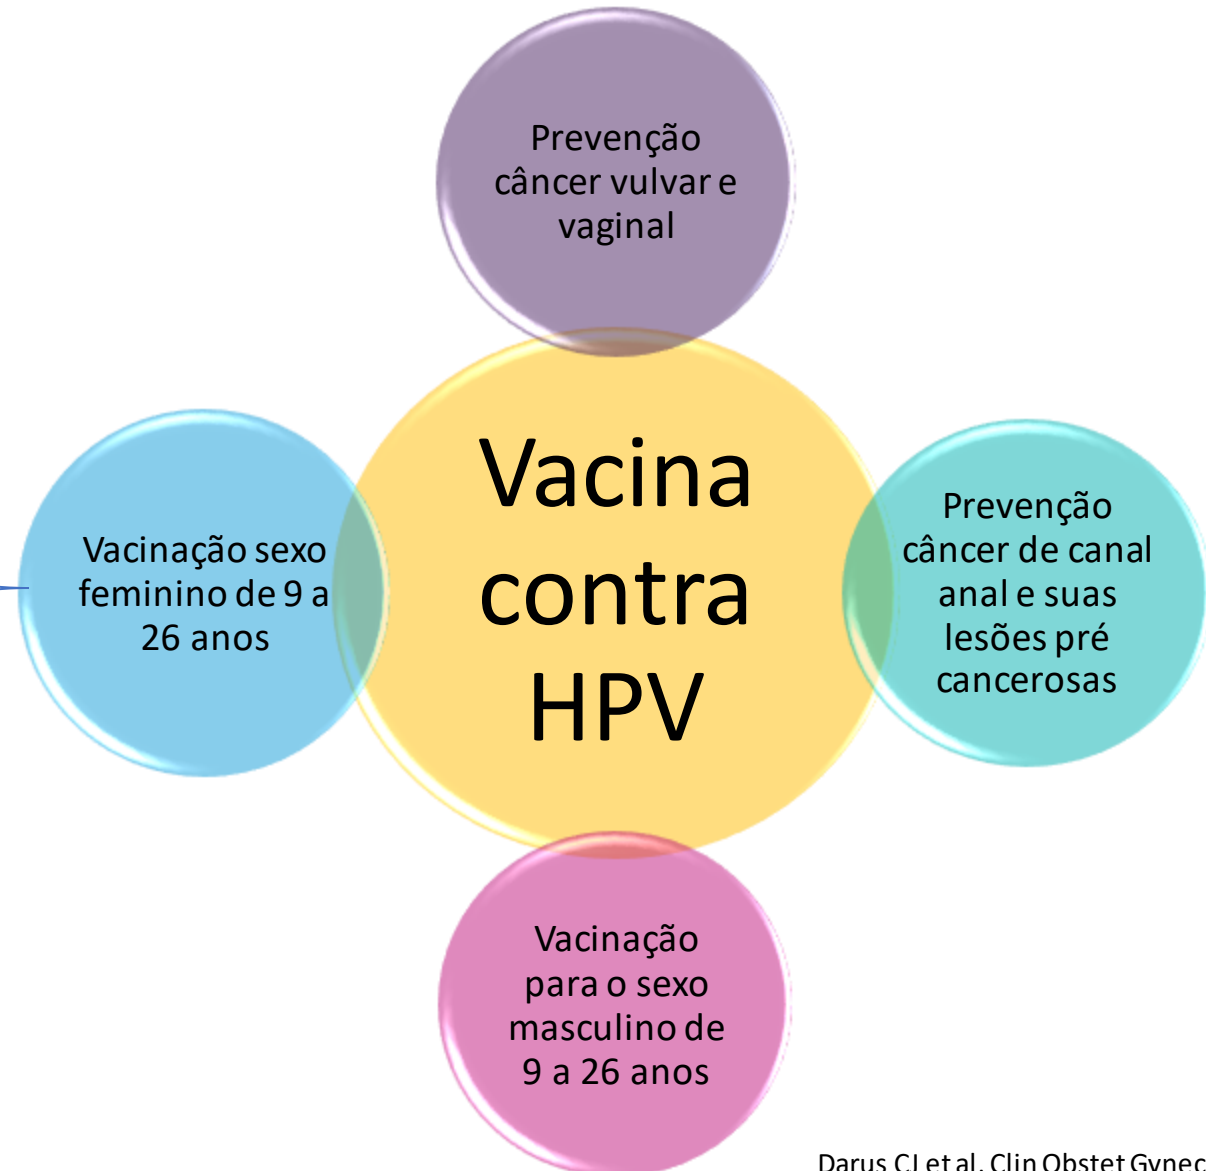 Prevenção
câncer vulvar e
vaginal
Vacina
contra
HPV
Vacinação sexo
feminino de 9 a
26 anos
Prevenção
câncer de canal
anal e suas
lesões pré
cancerosas
Vacinação
para o sexo
masculino de
9 a 26 anos
Darus CJ et al. Clin Obstet Gynec